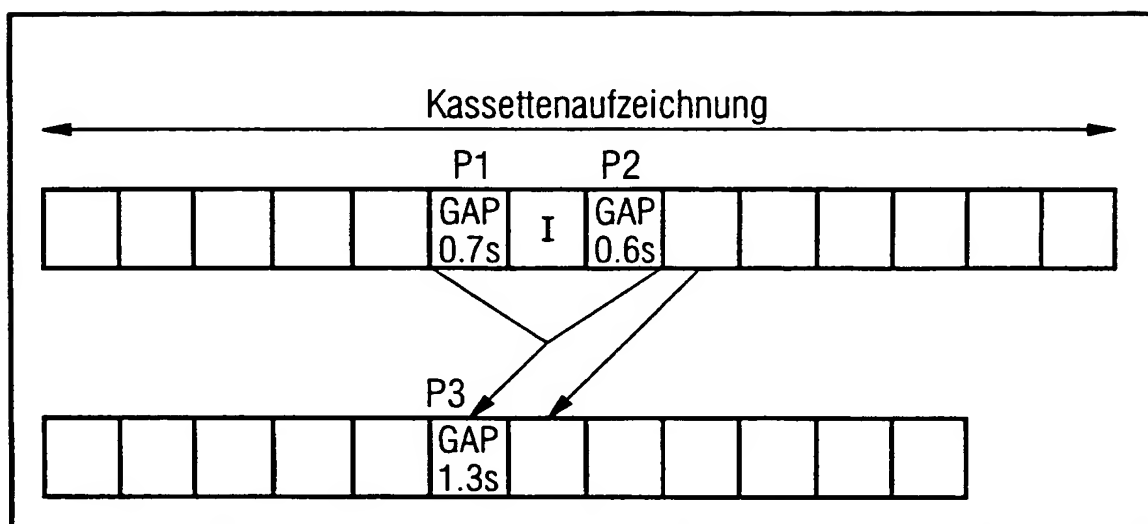 Kassettenaufzeichnung
P1 P2
GAP I GAP
0.7s 0.6s
P3
GAP
1.3s